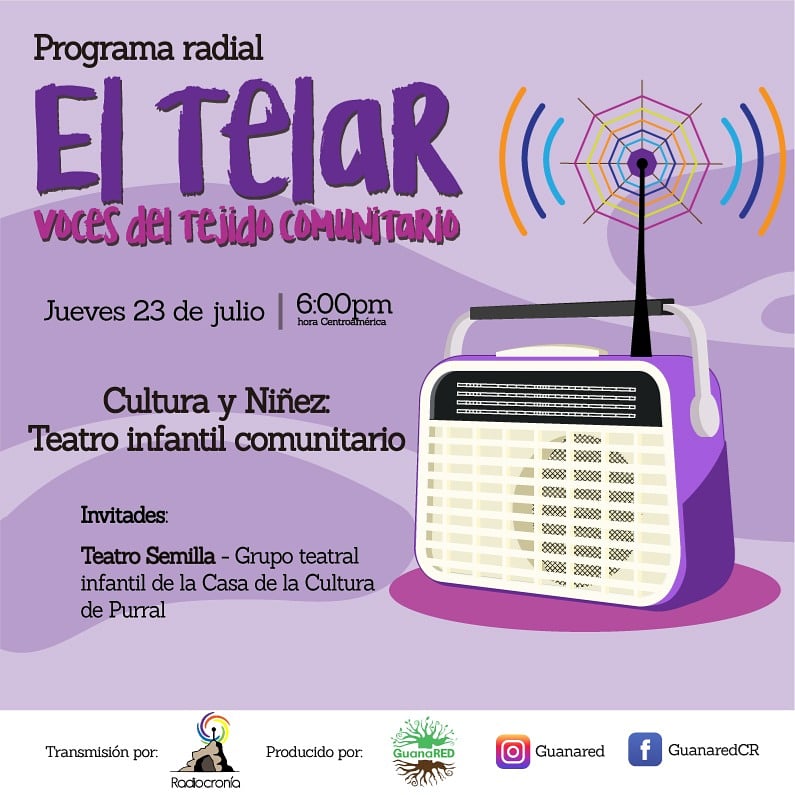 Programa radial
El Telar
voces del tejido comunitario
Jueves 23 de julio | 6:00pm
hora Centroamérica
Cultura y Niñez:
Teatro infantil comunitario
Invitades:
Teatro Semilla - Grupo teatral
infantil de la Casa de la Cultura
de Purral
Transmisión por:
Radiocronía
Producido por:
GuanaRED
Guanared
GuanaredCR